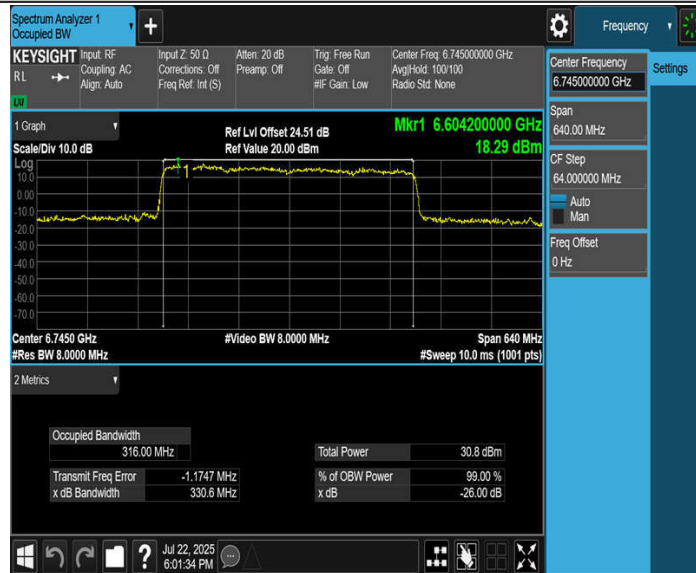 Spectrum Analyzer 1
Occupied BW
Frequency
KEYSIGHT
RL
LXI
Input: RF
Coupling: AC
Align: Auto
Input Z: 50 Ω
Corrections: Off
Freq Ref: Int (S)
Atten: 20 dB
Preamp: Off
Trig: Free Run
Gate: Off
#IF Gain: Low
Center Freq: 6.745000000 GHz
Avg|Hold: 100/100
Radio Std: None
Center Frequency
6.745000000 GHz
Settings
Span
640.00 MHz
CF Step
64.000000 MHz
Auto
Man
Freq Offset
0 Hz
1 Graph
Scale/Div 10.0 dB
Ref Lvl Offset 24.51 dB
Ref Value 20.00 dBm
Mkr1 6.604200000 GHz
18.29 dBm
Log
10.0
0.00
-10.0
-20.0
-30.0
-40.0
-50.0
-60.0
-70.0
1
Center 6.7450 GHz
#Video BW 8.0000 MHz
Span 640 MHz
#Res BW 8.0000 MHz
#Sweep 10.0 ms (1001 pts)
2 Metrics
Occupied Bandwidth
316.00 MHz
Total Power 30.8 dBm
Transmit Freq Error -1.1747 MHz
% of OBW Power 99.00 %
x dB Bandwidth 330.6 MHz
x dB -26.00 dB
?
Jul 22, 2025
6:01:34 PM